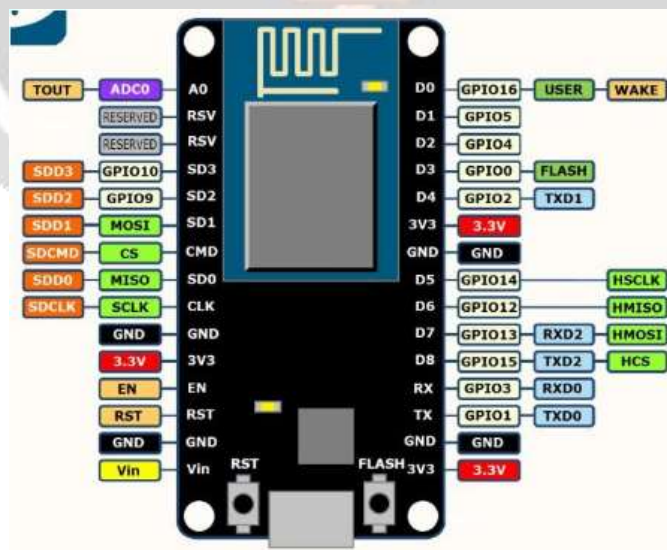 TOUT ADC0 A0 D0 GPIO16 USER WAKE
RESERVED RSV D1 GPIO5
RESERVED RSV D2 GPIO4
SDD3 GPIO10 SD3 D3 GPIO0 FLASH
SDD2 GPIO9 SD2 D4 GPIO2 TXD1
SDD1 MOSI SD1 3V3 3.3V
SDCMD CS CMD GND GND
SDD0 MISO SD0 D5 GPIO14 HSCLK
SDCLK SCLK CLK D6 GPIO12 HMISO
GND GND D7 GPIO13 RXD2 HMOSI
3.3V 3V3 D8 GPIO15 TXD2 HCS
EN EN RX GPIO3 RXD0
RST RST TX GPIO1 TXD0
GND GND GND GND
Vin Vin RST FLASH 3V3 3.3V